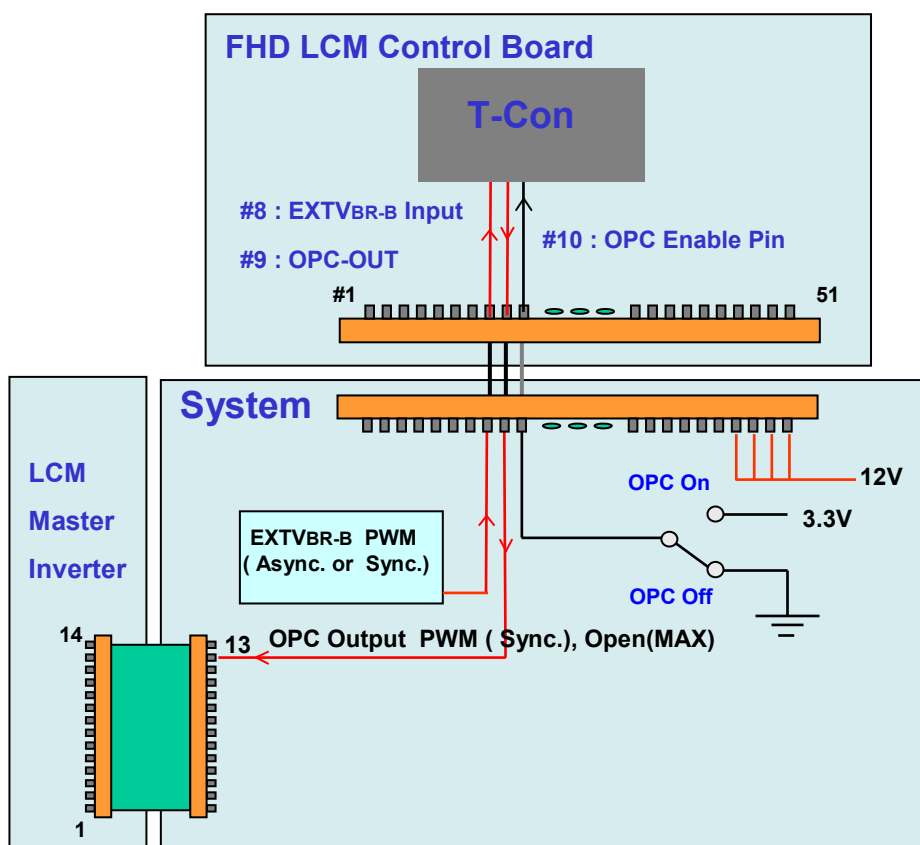 FHD LCM Control Board
T-Con
#8 : EXTVBR-B Input
#10 : OPC Enable Pin
#9 : OPC-OUT
#1
51
System
LCM
Master
Inverter
OPC On
12V
3.3V
EXTVBR-B PWM
( Async. or Sync.)
OPC Off
14
13
OPC Output PWM ( Sync.), Open(MAX)
1